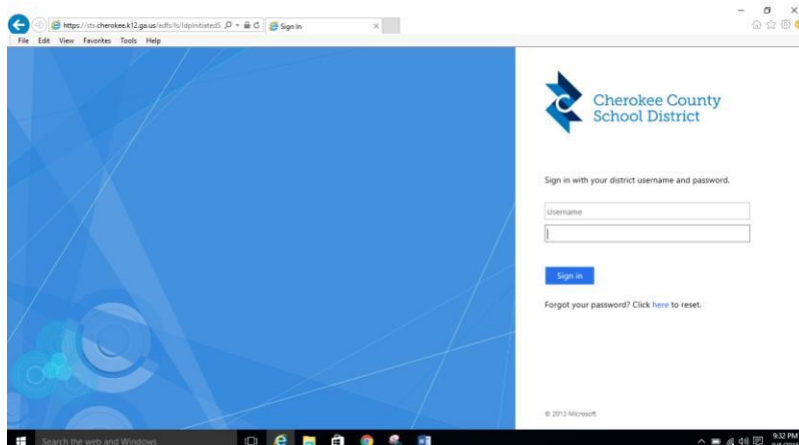 https://sts.cherokee.k12.ga.us/adfs/ls/IdpInitiatedS
Sign In
File Edit View Favorites Tools Help
Cherokee County
School District
Sign in with your district username and password.
Username
Sign in
Forgot your password? Click here to reset.
© 2013 Microsoft
Search the web and Windows
9:32 PM